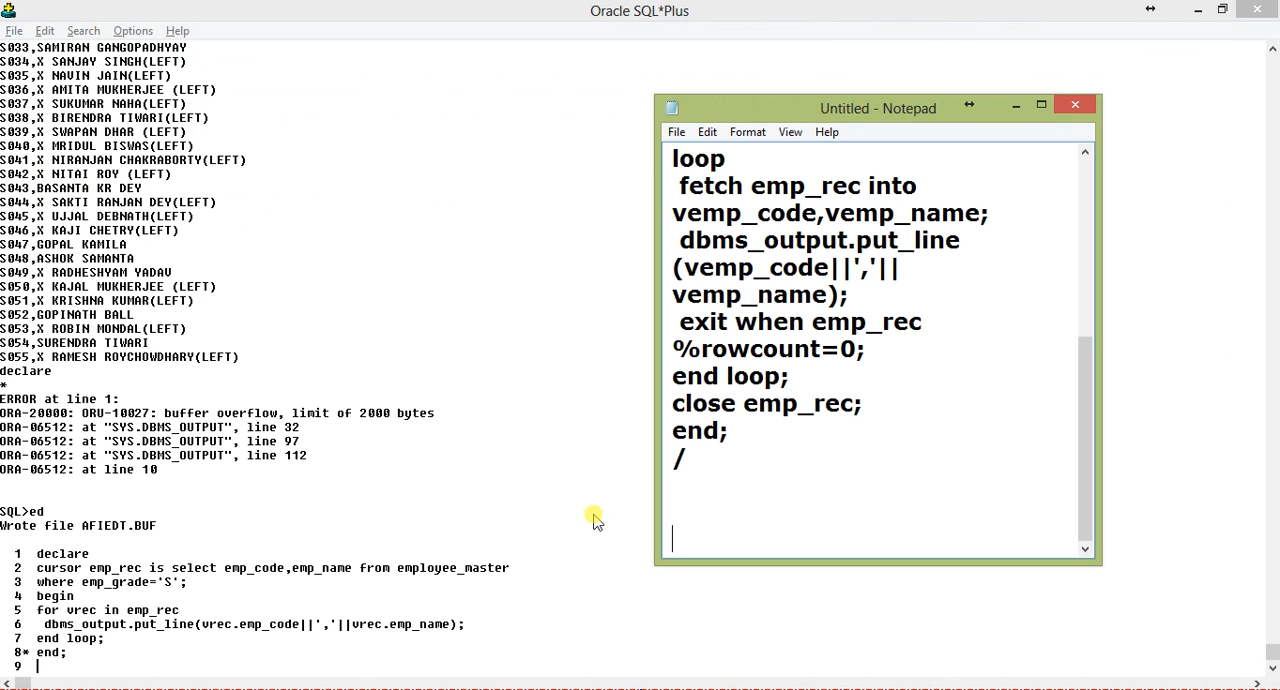 Oracle SQL*Plus
File Edit Search Options Help
S033,SAMIRAN GANGOPADHYAY
S034,X SANJAY SINGH(LEFT)
S035,X NAVIN JAIN(LEFT)
S036,X AMITA MUKHERJEE (LEFT)
S037,X SUKUMAR NAHA(LEFT)
S038,X BIRENDRA TIWARI(LEFT)
S039,X SWAPAN DHAR (LEFT)
S040,X MRIDUL BISWAS(LEFT)
S041,X NIRANJAN CHAKRABORTY(LEFT)
S042,X NITAI ROY (LEFT)
S043,BASANTA KR DEY
S044,X SAKTI RANJAN DEY(LEFT)
S045,X UJJAL DEBNATH(LEFT)
S046,X KAJI CHETRY(LEFT)
S047,GOPAL KAMILA
S048,ASHOK SAMANTA
S049,X RADHESHYAM YADAV
S050,X KAJAL MUKHERJEE (LEFT)
S051,X KRISHNA KUMAR(LEFT)
S052,GOPINATH BALL
S053,X ROBIN MONDAL(LEFT)
S054,SURENDRA TIWARI
S055,X RAMESH ROYCHOWDHARY(LEFT)
declare
*
ERROR at line 1:
ORA-20000: ORU-10027: buffer overflow, limit of 2000 bytes
ORA-06512: at "SYS.DBMS_OUTPUT", line 32
ORA-06512: at "SYS.DBMS_OUTPUT", line 97
ORA-06512: at "SYS.DBMS_OUTPUT", line 112
ORA-06512: at line 10
SQL>ed
Wrote file AFIEDT.BUF
1 declare
2 cursor emp_rec is select emp_code,emp_name from employee_master
3 where emp_grade='S';
4 begin
5 for vrec in emp_rec
6 dbms_output.put_line(vrec.emp_code||','||vrec.emp_name);
7 end loop;
8* end;
9
Untitled - Notepad
File Edit Format View Help
loop
fetch emp_rec into
vemp_code,vemp_name;
dbms_output.put_line
(vemp_code||','||
vemp_name);
exit when emp_rec
%rowcount=0;
end loop;
close emp_rec;
end;
/